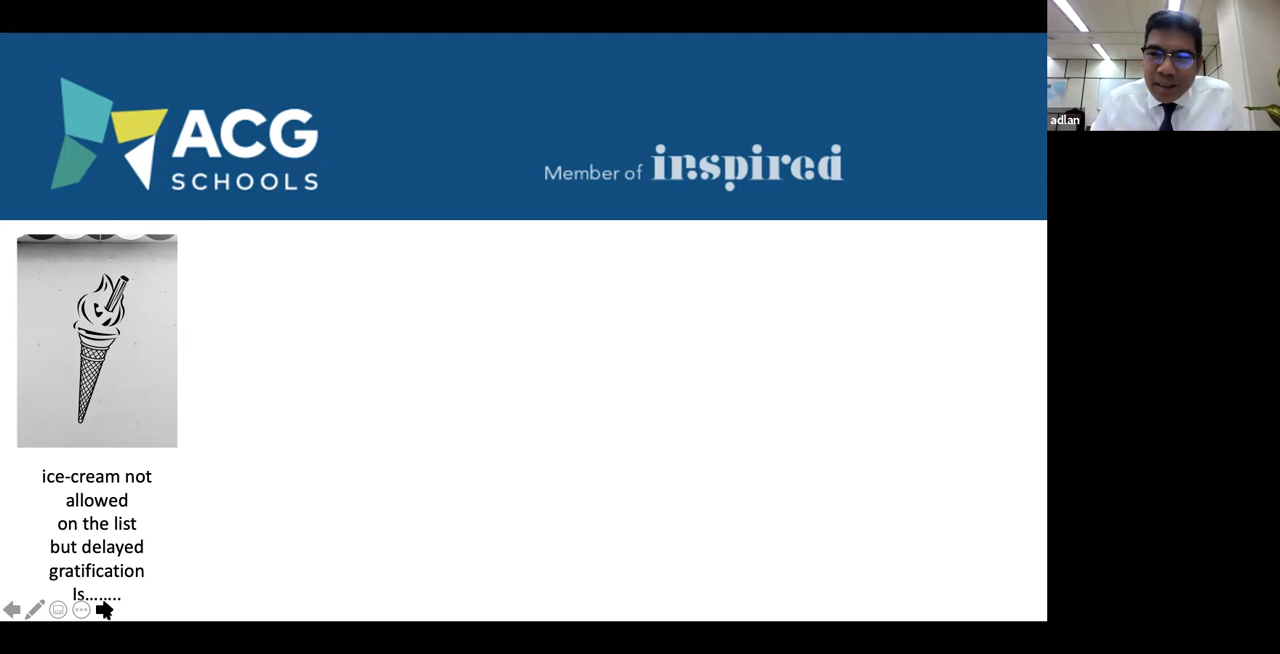 ACG
SCHOOLS
Member of inspired
adlan
ice-cream not
allowed
on the list
but delayed
gratification
Is........